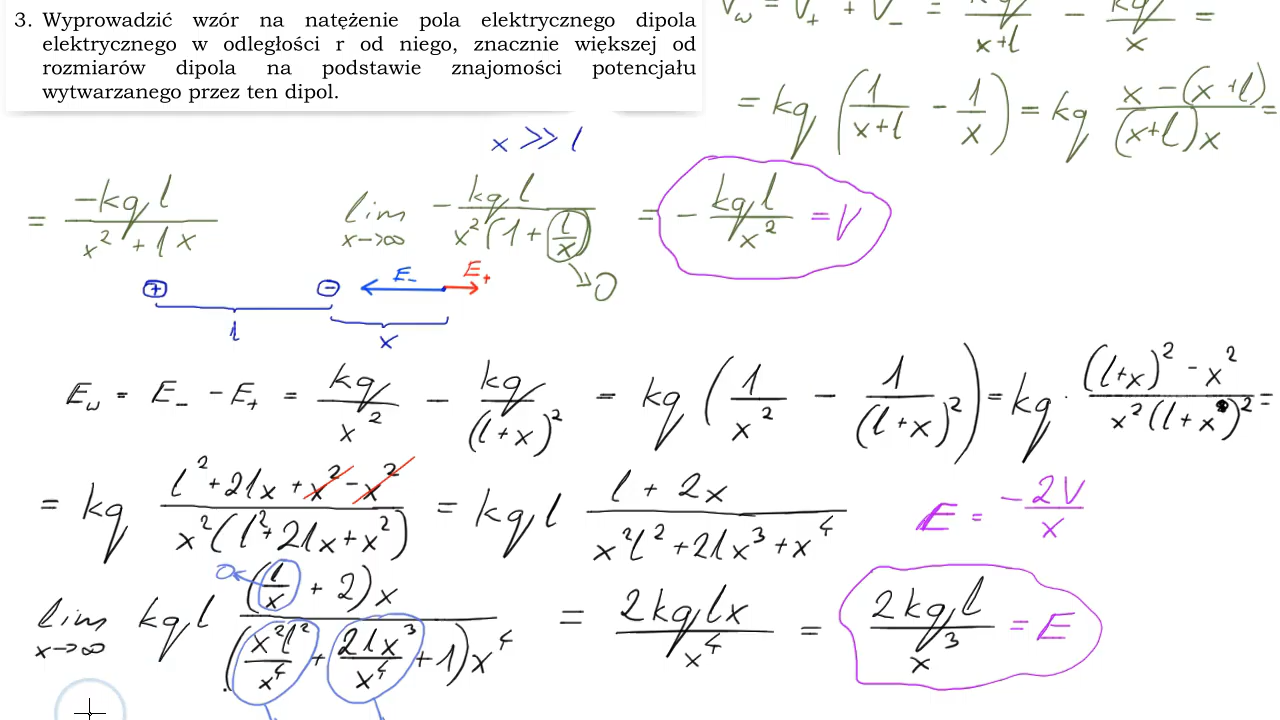 3. Wyprowadzić wzór na natężenie pola elektrycznego dipola
elektrycznego w odległości r od niego, znacznie większej od
rozmiarów dipola na podstawie znajomości potencjału
wytwarzanego przez ten dipol.
V_w = V_+ + V_- = kq/(x+l) - kq/x =
= kq (1/(x+l) - 1/x) = kq (x-(x+l))/((x+l)x) =
x >> l
= -kql/(x² + lx) lim x->∞ - kql/(x²(1 + l/x)) = - kql/x² = V
0
E_- E_+
+ -
l
x
E_w = E_- - E_+ = kq/x² - kq/(l+x)² = kq (1/x² - 1/(l+x)²) = kq · ((l+x)² - x²)/(x²(l+x)²) =
= kq (l² + 2lx + x² - x²)/(x²(l² + 2lx + x²)) = kql (l + 2x)/(x²l² + 2lx³ + x⁴) E = -2V/x
0
lim x->∞ kql ((l/x + 2)x)/((x²l²/x⁴ + 2lx³/x⁴ + 1)x⁴) = 2kqlx/x⁴ = 2kql/x³ = E